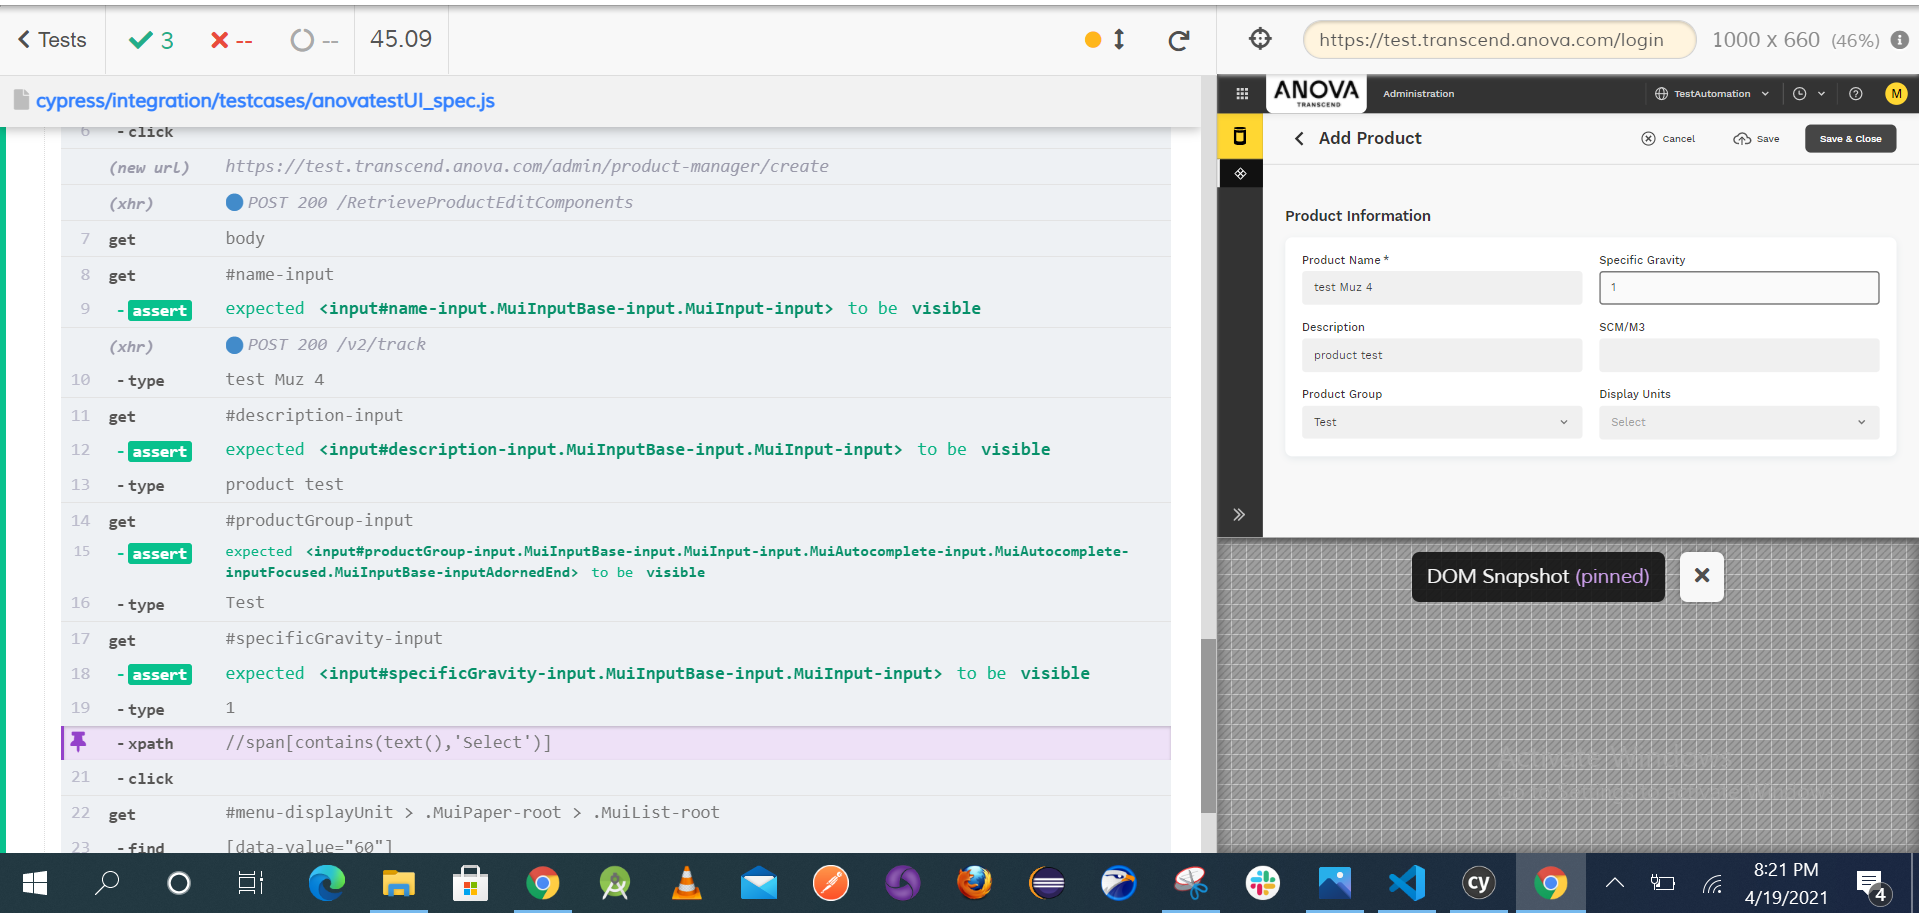 Tests
3
--
--
45.09
https://test.transcend.anova.com/login
1000 x 660 (46%)
cypress/integration/testcases/anovatestUI_spec.js
6 -click
(new url) https://test.transcend.anova.com/admin/product-manager/create
(xhr) POST 200 /RetrieveProductEditComponents
7 get body
8 get #name-input
9 -assert expected <input#name-input.MuiInputBase-input.MuiInput-input> to be visible
(xhr) POST 200 /v2/track
10 -type test Muz 4
11 get #description-input
12 -assert expected <input#description-input.MuiInputBase-input.MuiInput-input> to be visible
13 -type product test
14 get #productGroup-input
15 -assert expected <input#productGroup-input.MuiInputBase-input.MuiInput-input.MuiAutocomplete-input.MuiAutocomplete-
inputFocused.MuiInputBase-inputAdornedEnd> to be visible
16 -type Test
17 get #specificGravity-input
18 -assert expected <input#specificGravity-input.MuiInputBase-input.MuiInput-input> to be visible
19 -type 1
-xpath //span[contains(text(),'Select')]
21 -click
22 get #menu-displayUnit > .MuiPaper-root > .MuiList-root
23 -find [data-value="60"]
ANOVA
TRANSCEND
Administration
TestAutomation
M
Add Product
Cancel
Save
Save & Close
Product Information
Product Name *
Specific Gravity
test Muz 4
1
Description
SCM/M3
product test
Product Group
Display Units
Test
Select
DOM Snapshot (pinned)
Activate Windows
cy
8:21 PM
4/19/2021
4